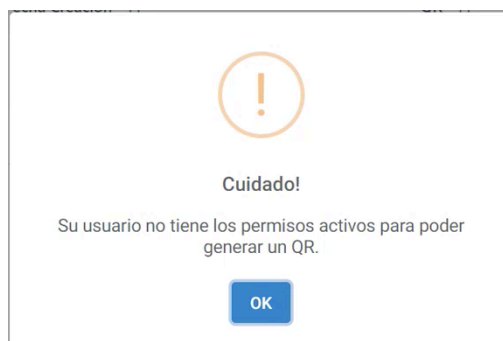 Cuidado!
Su usuario no tiene los permisos activos para poder
generar un QR.
OK